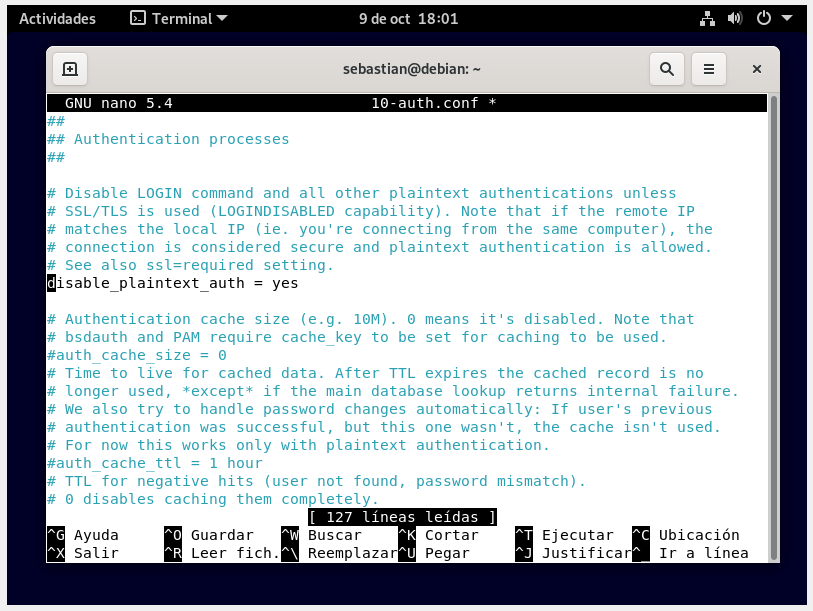 Actividades Terminal 9 de oct 18:01
sebastian@debian: ~
GNU nano 5.4 10-auth.conf *
##
## Authentication processes
##
# Disable LOGIN command and all other plaintext authentications unless
# SSL/TLS is used (LOGINDISABLED capability). Note that if the remote IP
# matches the local IP (ie. you're connecting from the same computer), the
# connection is considered secure and plaintext authentication is allowed.
# See also ssl=required setting.
disable_plaintext_auth = yes
# Authentication cache size (e.g. 10M). 0 means it's disabled. Note that
# bsdauth and PAM require cache_key to be set for caching to be used.
#auth_cache_size = 0
# Time to live for cached data. After TTL expires the cached record is no
# longer used, *except* if the main database lookup returns internal failure.
# We also try to handle password changes automatically: If user's previous
# authentication was successful, but this one wasn't, the cache isn't used.
# For now this works only with plaintext authentication.
#auth_cache_ttl = 1 hour
# TTL for negative hits (user not found, password mismatch).
# 0 disables caching them completely.
[ 127 líneas leídas ]
^G Ayuda ^O Guardar ^W Buscar ^K Cortar ^T Ejecutar ^C Ubicación
^X Salir ^R Leer fich. ^\ Reemplazar ^U Pegar ^J Justificar ^_ Ir a línea